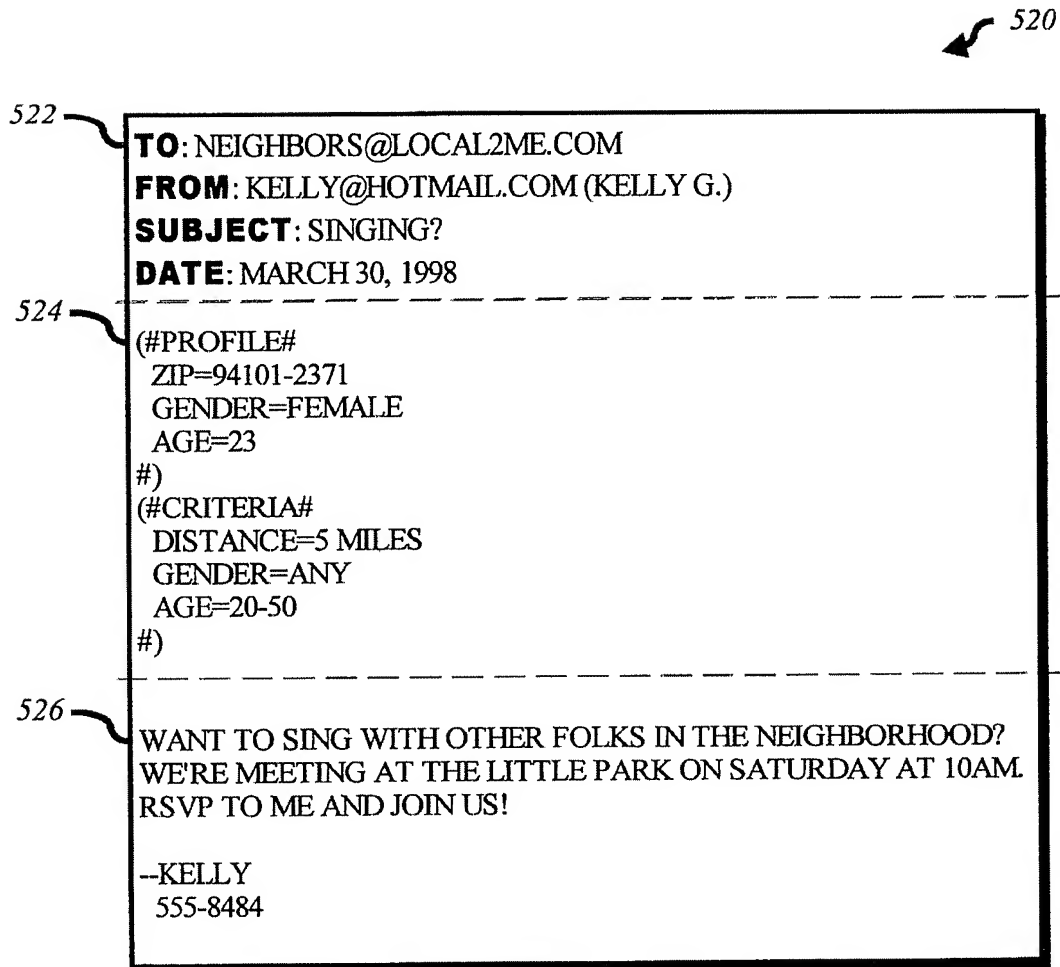 520
522
TO: NEIGHBORS@LOCAL2ME.COM
FROM: KELLY@HOTMAIL.COM (KELLY G.)
SUBJECT: SINGING?
DATE: MARCH 30, 1998
524
(#PROFILE#
ZIP=94101-2371
GENDER=FEMALE
AGE=23
#)
(#CRITERIA#
DISTANCE=5 MILES
GENDER=ANY
AGE=20-50
#)
526
WANT TO SING WITH OTHER FOLKS IN THE NEIGHBORHOOD?
WE'RE MEETING AT THE LITTLE PARK ON SATURDAY AT 10AM.
RSVP TO ME AND JOIN US!
--KELLY
555-8484